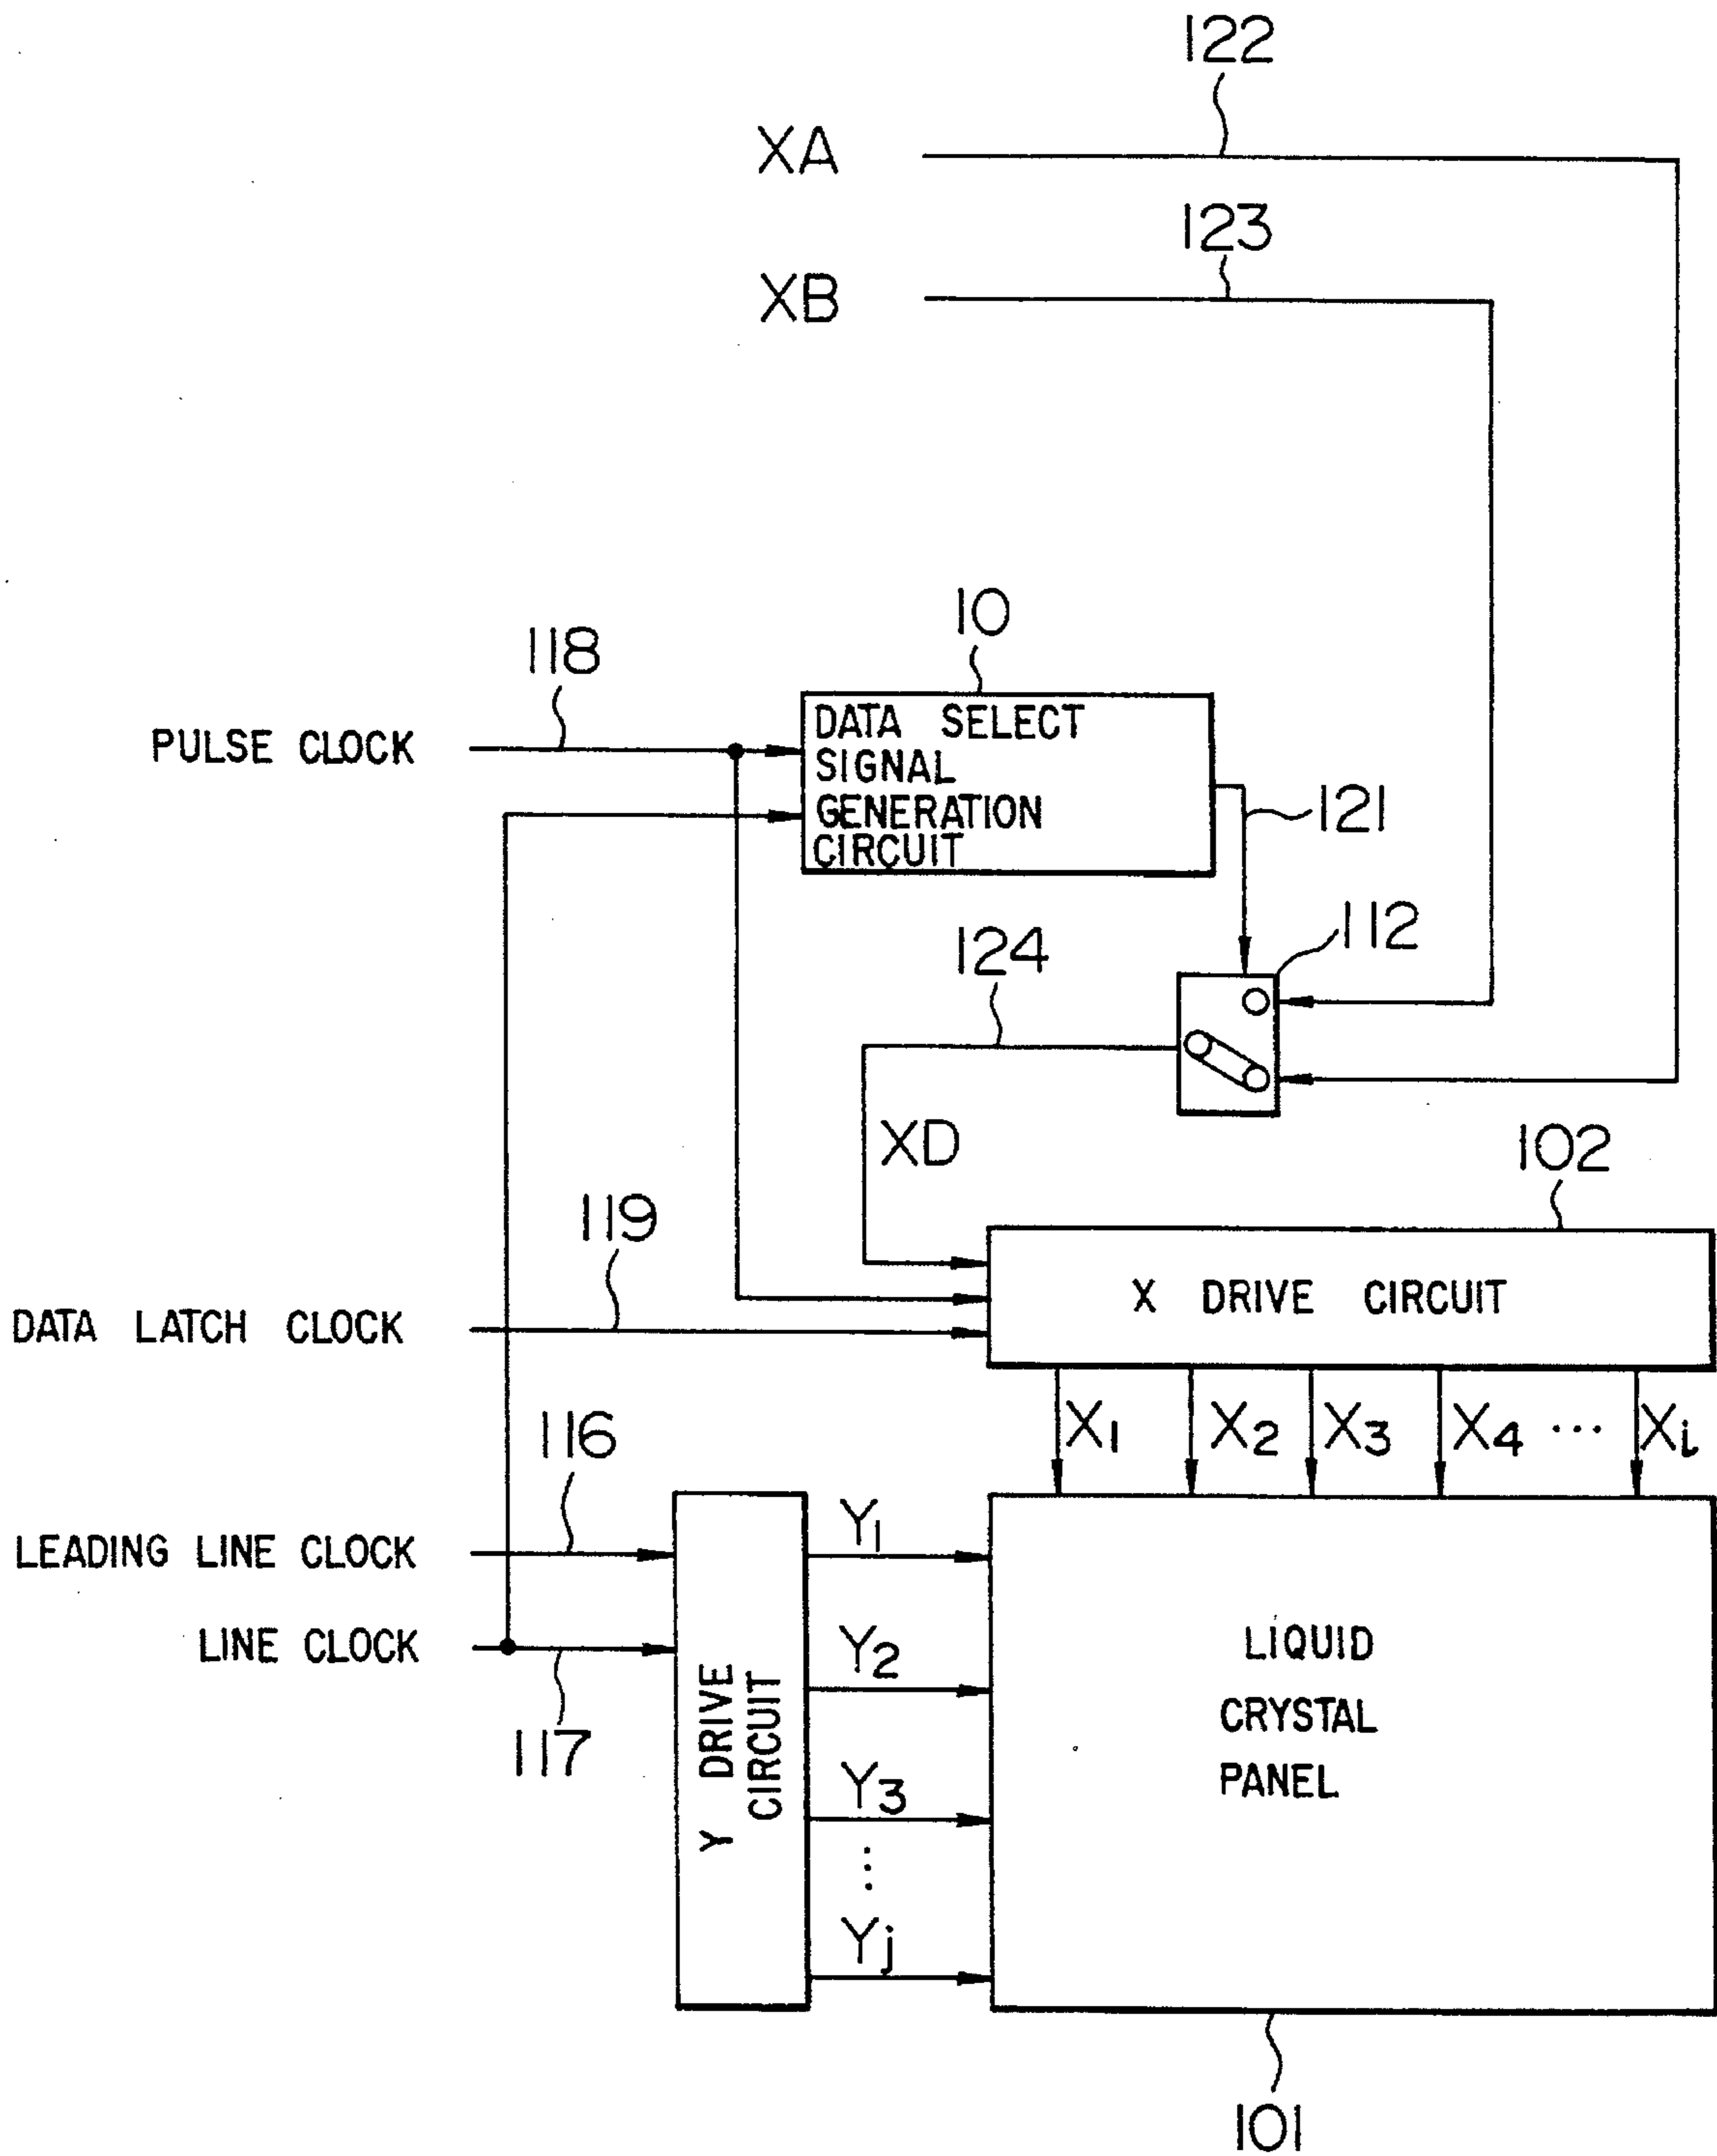 122
XA
123
XB
10
118
PULSE CLOCK
DATA SELECT
SIGNAL
GENERATION
CIRCUIT
121
112
124
XD
102
119
X DRIVE CIRCUIT
DATA LATCH CLOCK
X1 X2 X3 X4 ... Xi
116
Y1
LEADING LINE CLOCK
LINE CLOCK
117
Y DRIVE
CIRCUIT
Y2
Y3
...
Yj
LIQUID
CRYSTAL
PANEL
101